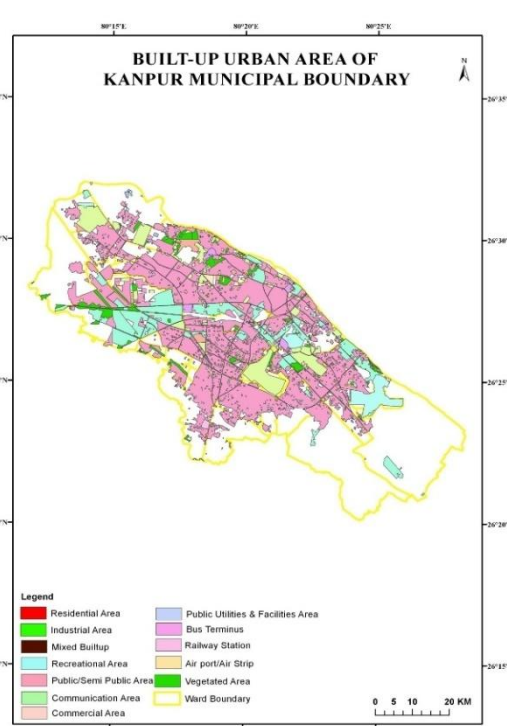 80°15'E 80°20'E 80°25'E
BUILT-UP URBAN AREA OF
KANPUR MUNICIPAL BOUNDARY
N
26°35'
26°30'
26°25'
26°20'
26°15'
Legend
Residential Area
Industrial Area
Mixed Builtup
Recreational Area
Public/Semi Public Area
Communication Area
Commercial Area
Public Utilities & Facilities Area
Bus Terminus
Railway Station
Air port/Air Strip
Vegetated Area
Ward Boundary
0 5 10 20 KM